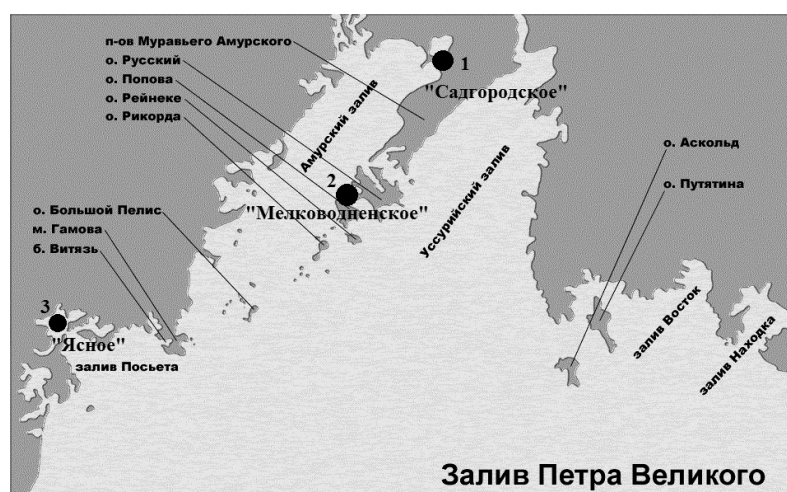 п-ов Муравьего Амурского
о. Русский
о. Попова
о. Рейнеке
о. Рикорда
1
"Садгородское"
Амурский залив
2
"Мелководненское"
Уссурийский залив
о. Аскольд
о. Путятина
о. Большой Пелис
м. Гамова
б. Витязь
3
"Ясное"
залив Посьета
залив Восток
залив Находка
Залив Петра Великого